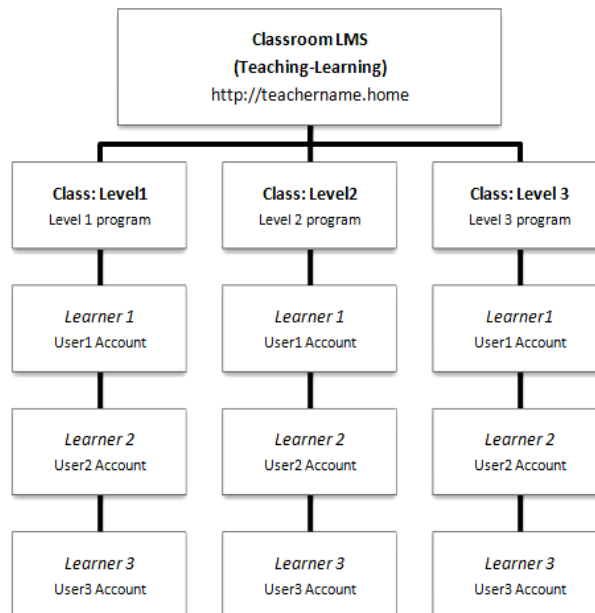 Classroom LMS
(Teaching-Learning)
http://teachername.home
Class: Level1
Level 1 program
Class: Level2
Level 2 program
Class: Level 3
Level 3 program
Learner 1
User1 Account
Learner 1
User1 Account
Learner1
User1 Account
Learner 2
User2 Account
Learner 2
User2 Account
Learner 2
User2 Account
Learner 3
User3 Account
Learner 3
User3 Account
Learner 3
User3 Account